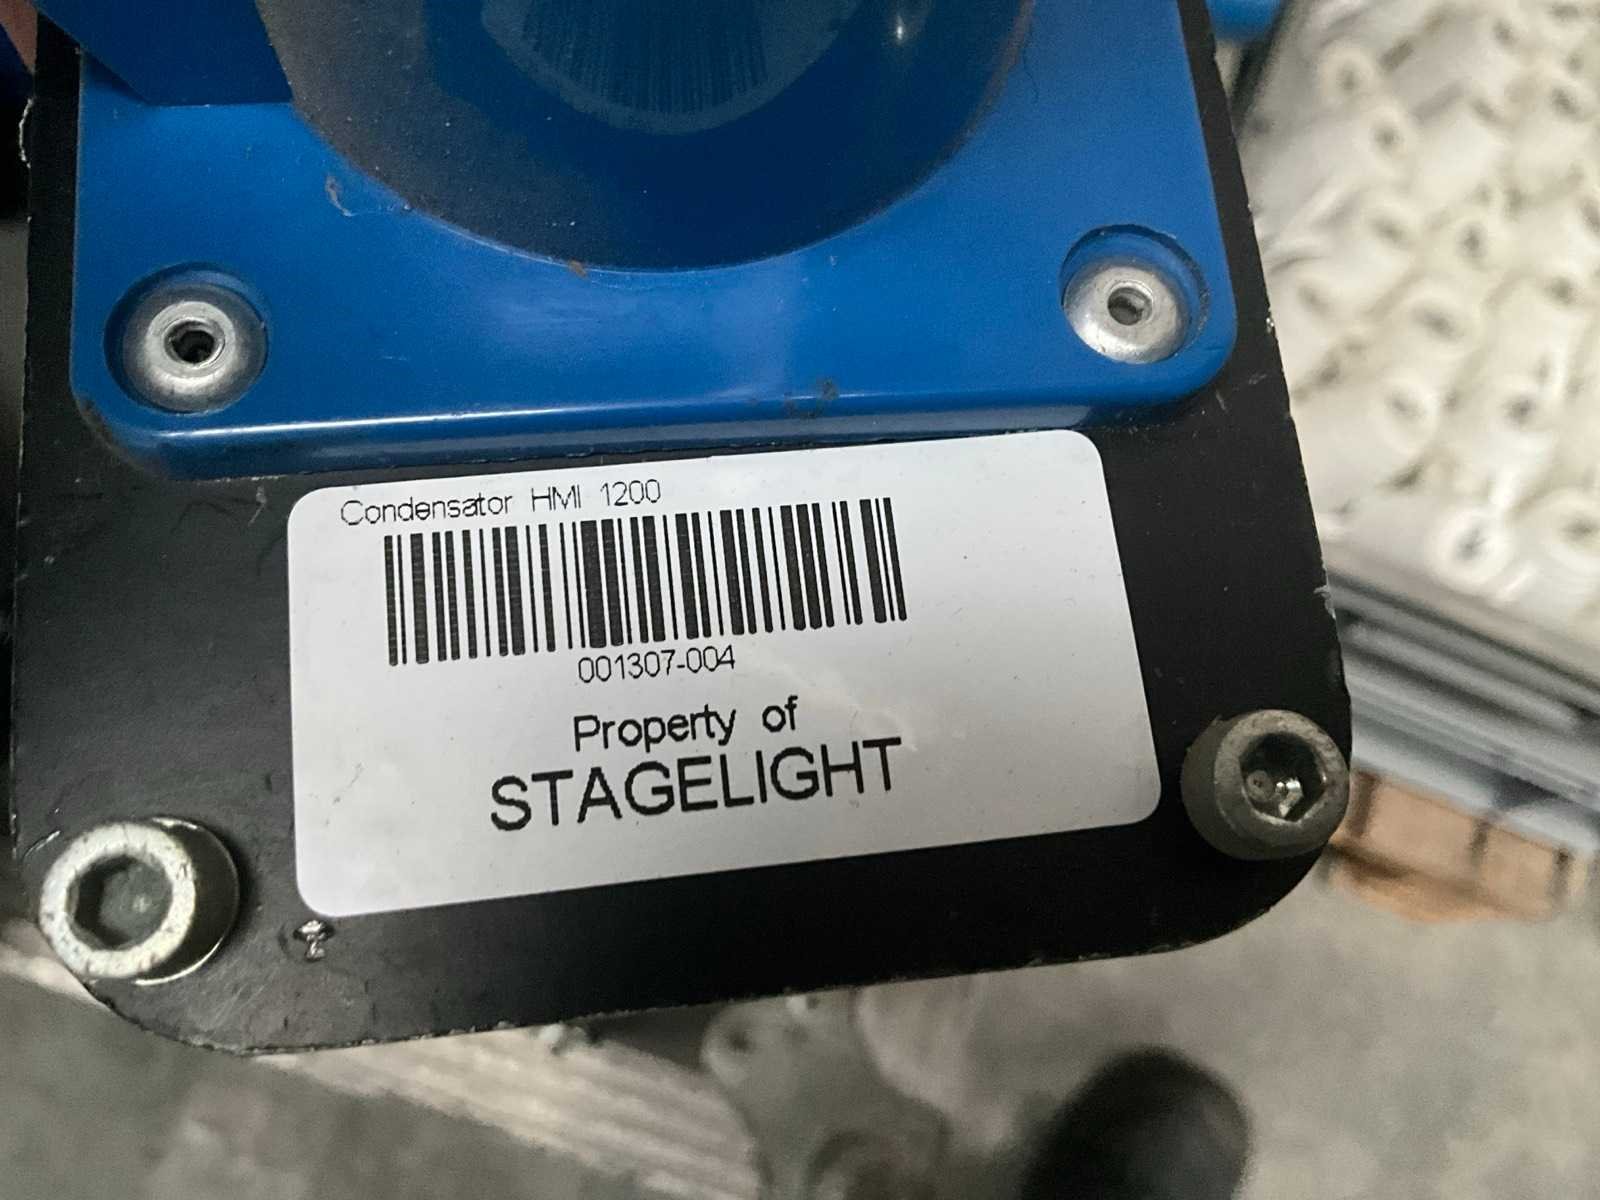 Condensator HMI 1200
001307-004
Property of
STAGELIGHT